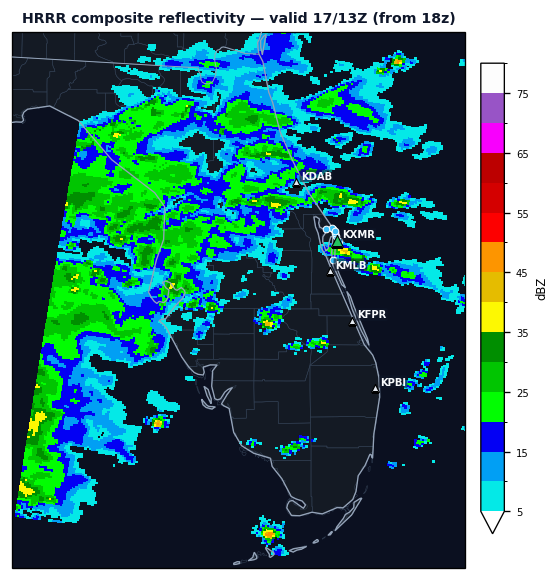 HRRR composite reflectivity — valid 17/13Z (from 18z)
KDAB
KXMR
KMLB
KFPR
KPBI
75
65
55
45
35
25
15
5
dBZ